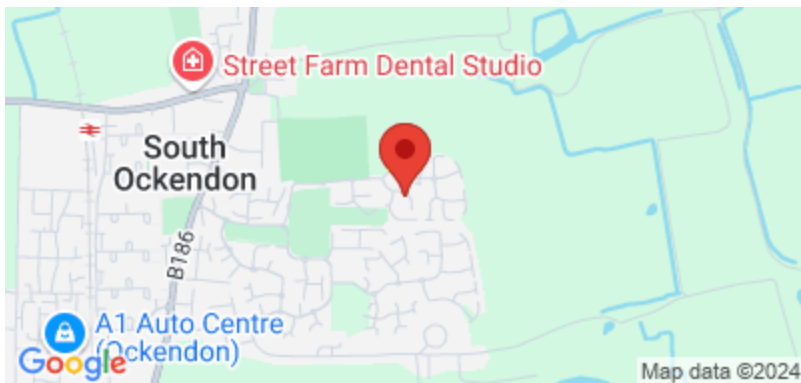 Street Farm Dental Studio
South
Ockendon
B186
A1 Auto Centre
(Ockendon)
Google
Map data ©2024